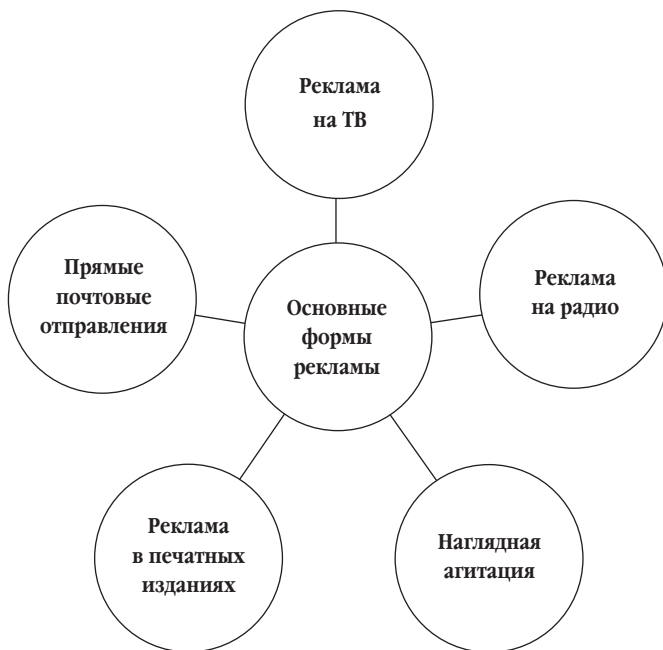 Реклама
на ТВ
Прямые
почтовые
отправления
Реклама
на радио
Основные
формы
рекламы
Реклама
в печатных
изданиях
Наглядная
агитация